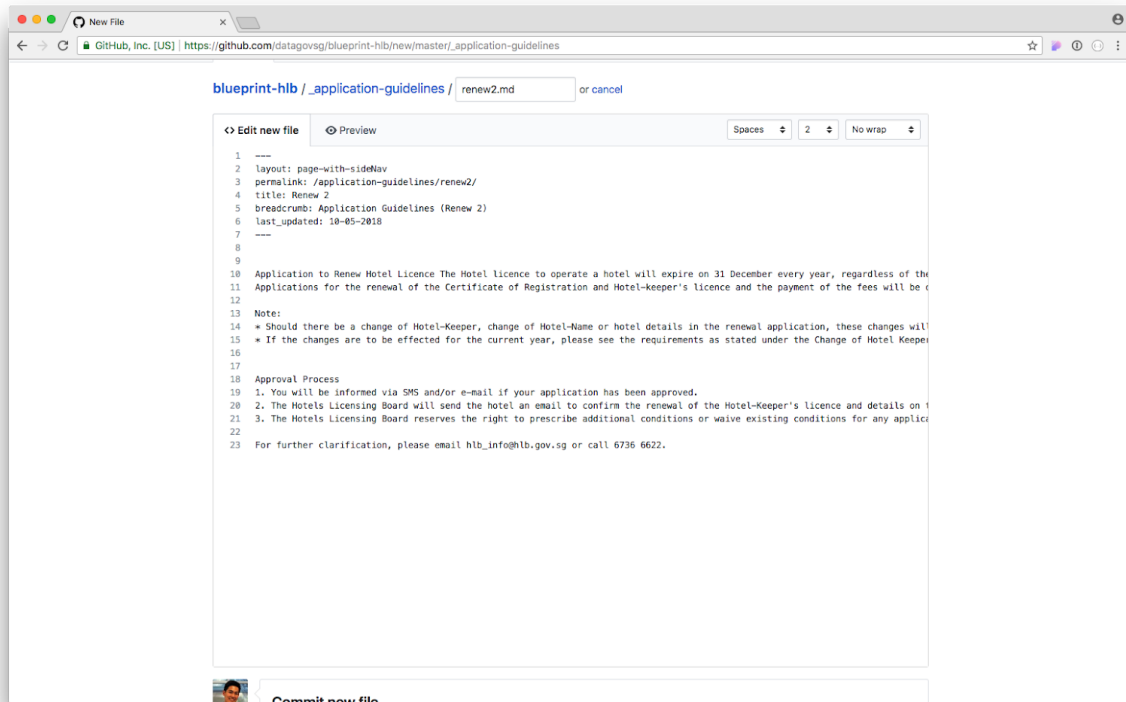 New File
GitHub, Inc. [US] | https://github.com/datagovsg/blueprint-hlb/new/master/_application-guidelines
blueprint-hlb / _application-guidelines / renew2.md or cancel
<> Edit new file Preview Spaces 2 No wrap
1 ---
2 layout: page-with-sideNav
3 permalink: /application-guidelines/renew2/
4 title: Renew 2
5 breadcrumb: Application Guidelines (Renew 2)
6 last_updated: 10-05-2018
7 ---
8
9
10 Application to Renew Hotel Licence The Hotel licence to operate a hotel will expire on 31 December every year, regardless of the
11 Applications for the renewal of the Certificate of Registration and Hotel-keeper's licence and the payment of the fees will be
12
13 Note:
14 * Should there be a change of Hotel-Keeper, change of Hotel-Name or hotel details in the renewal application, these changes will
15 * If the changes are to be effected for the current year, please see the requirements as stated under the Change of Hotel Keeper
16
17
18 Approval Process
19 1. You will be informed via SMS and/or e-mail if your application has been approved.
20 2. The Hotels Licensing Board will send the hotel an email to confirm the renewal of the Hotel-Keeper's licence and details on
21 3. The Hotels Licensing Board reserves the right to prescribe additional conditions or waive existing conditions for any applica
22
23 For further clarification, please email hlb_info@hlb.gov.sg or call 6736 6622.
Commit new file